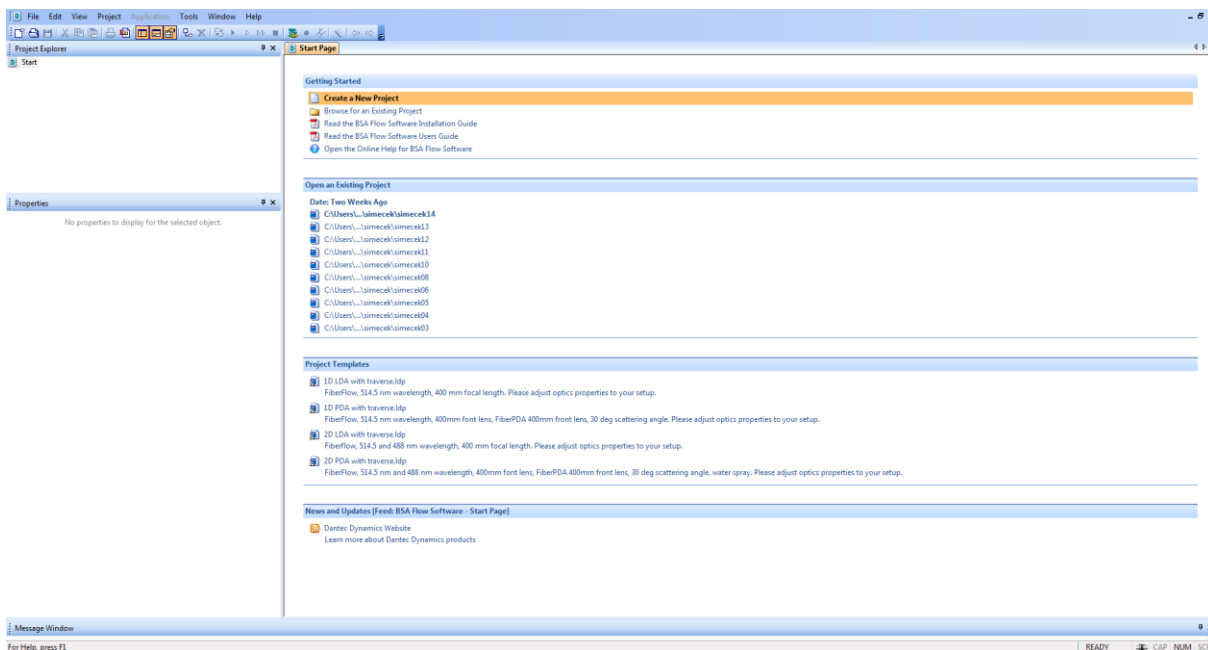 File Edit View Project Application Tools Window Help
Project Explorer
Start Page
Start
Getting Started
Create a New Project
Browse for an Existing Project
Read the BSA Flow Software Installation Guide
Read the BSA Flow Software Users Guide
Open the Online Help for BSA Flow Software
Open an Existing Project
Properties
No properties to display for the selected object.
Date: Two Weeks Ago
C:\Users\...\simecek\simecek14
C:\Users\...\simecek\simecek13
C:\Users\...\simecek\simecek12
C:\Users\...\simecek\simecek11
C:\Users\...\simecek\simecek10
C:\Users\...\simecek\simecek08
C:\Users\...\simecek\simecek06
C:\Users\...\simecek\simecek05
C:\Users\...\simecek\simecek04
C:\Users\...\simecek\simecek03
Project Templates
1D LDA with traverse.ldp
FiberFlow, 514.5 nm wavelength, 400 mm focal length. Please adjust optics properties to your setup.
1D PDA with traverse.ldp
FiberFlow, 514.5 nm wavelength, 400mm font lens, FiberPDA 400mm front lens, 30 deg scattering angle. Please adjust optics properties to your setup.
2D LDA with traverse.ldp
Fiberflow, 514.5 and 488 nm wavelength, 400 mm focal length. Please adjust optics properties to your setup.
2D PDA with traverse.ldp
FiberFlow, 514.5 nm and 488 nm wavelength, 400mm font lens, FiberPDA 400mm front lens, 30 deg scattering angle. water spray. Please adjust optics properties to your setup.
News and Updates [Feed: BSA Flow Software - Start Page]
Dantec Dynamics Website
Learn more about Dantec Dynamics products
Message Window
For Help, press F1
READY CAP NUM SC